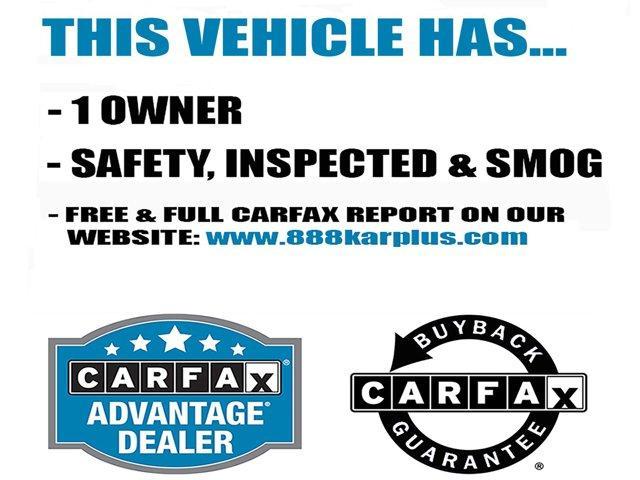 THIS VEHICLE HAS...
- 1 OWNER
- SAFETY, INSPECTED & SMOG
- FREE & FULL CARFAX REPORT ON OUR
WEBSITE: www.888karplus.com
CARFAX®
ADVANTAGE®
DEALER
BUYBACK
CARFAX
GUARANTEE
®